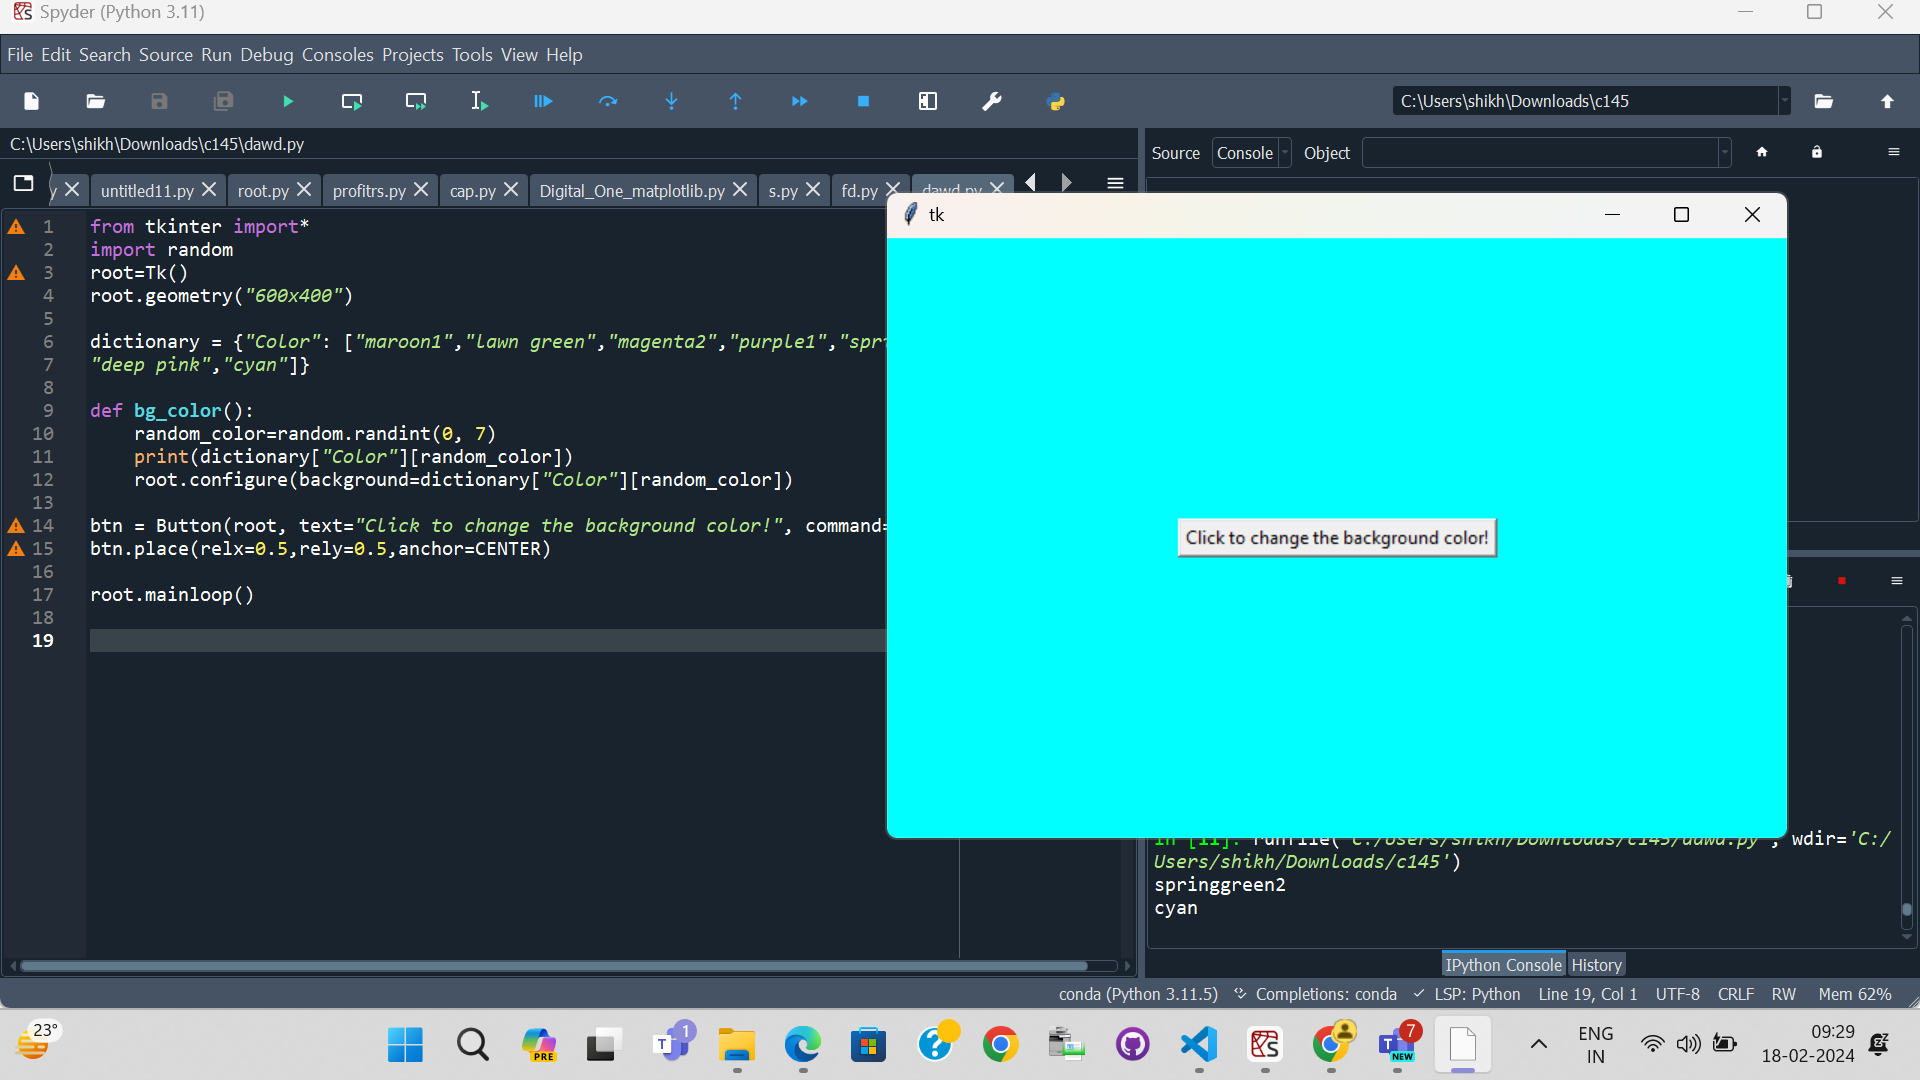 Spyder (Python 3.11)
File Edit Search Source Run Debug Consoles Projects Tools View Help
C:\Users\shikh\Downloads\c145
C:\Users\shikh\Downloads\c145\dawd.py
Source Console Object
untitled11.py root.py profitrs.py cap.py Digital_One_matplotlib.py s.py fd.py dawd.py
tk
1 from tkinter import*
2 import random
3 root=Tk()
4 root.geometry("600x400")
5
6 dictionary = {"Color": ["maroon1","lawn green","magenta2","purple1","spr
7 "deep pink","cyan"]}
8
9 def bg_color():
10 random_color=random.randint(0, 7)
11 print(dictionary["Color"][random_color])
12 root.configure(background=dictionary["Color"][random_color])
13
14 btn = Button(root, text="Click to change the background color!", command=
15 btn.place(relx=0.5,rely=0.5,anchor=CENTER)
16
17 root.mainloop()
18
19
Click to change the background color!
In [11]: runfile('C:/Users/shikh/Downloads/c145/dawd.py', wdir='C:/
Users/shikh/Downloads/c145')
springgreen2
cyan
IPython Console History
conda (Python 3.11.5) Completions: conda LSP: Python Line 19, Col 1 UTF-8 CRLF RW Mem 62%
23°
PRE
1
7
NEW
ENG
IN
09:29
18-02-2024